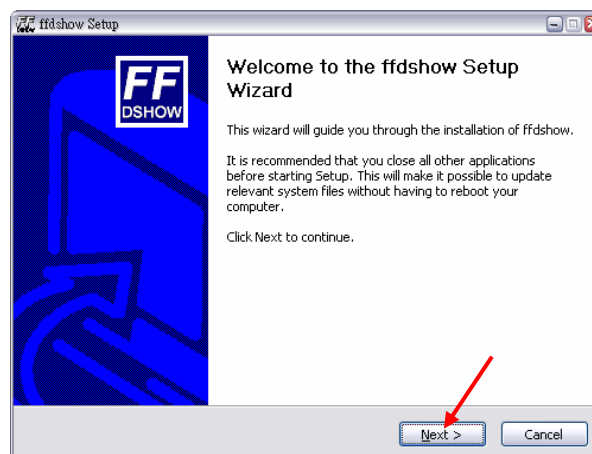 ffdshow Setup
FF
DSHOW
Welcome to the ffdshow Setup
Wizard
This wizard will guide you through the installation of ffdshow.
It is recommended that you close all other applications
before starting Setup. This will make it possible to update
relevant system files without having to reboot your
computer.
Click Next to continue.
Next >
Cancel